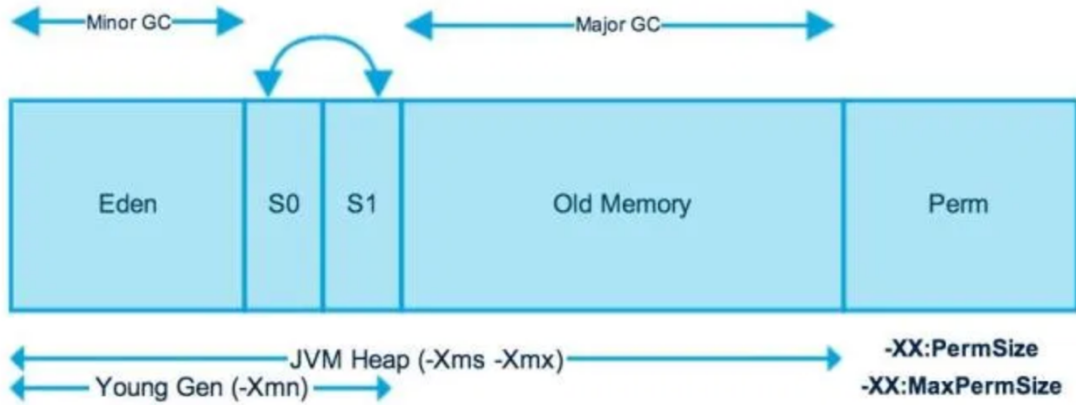 Minor GC
Major GC
Eden
S0
S1
Old Memory
Perm
JVM Heap (-Xms -Xmx)
-XX:PermSize
Young Gen (-Xmn)
-XX:MaxPermSize